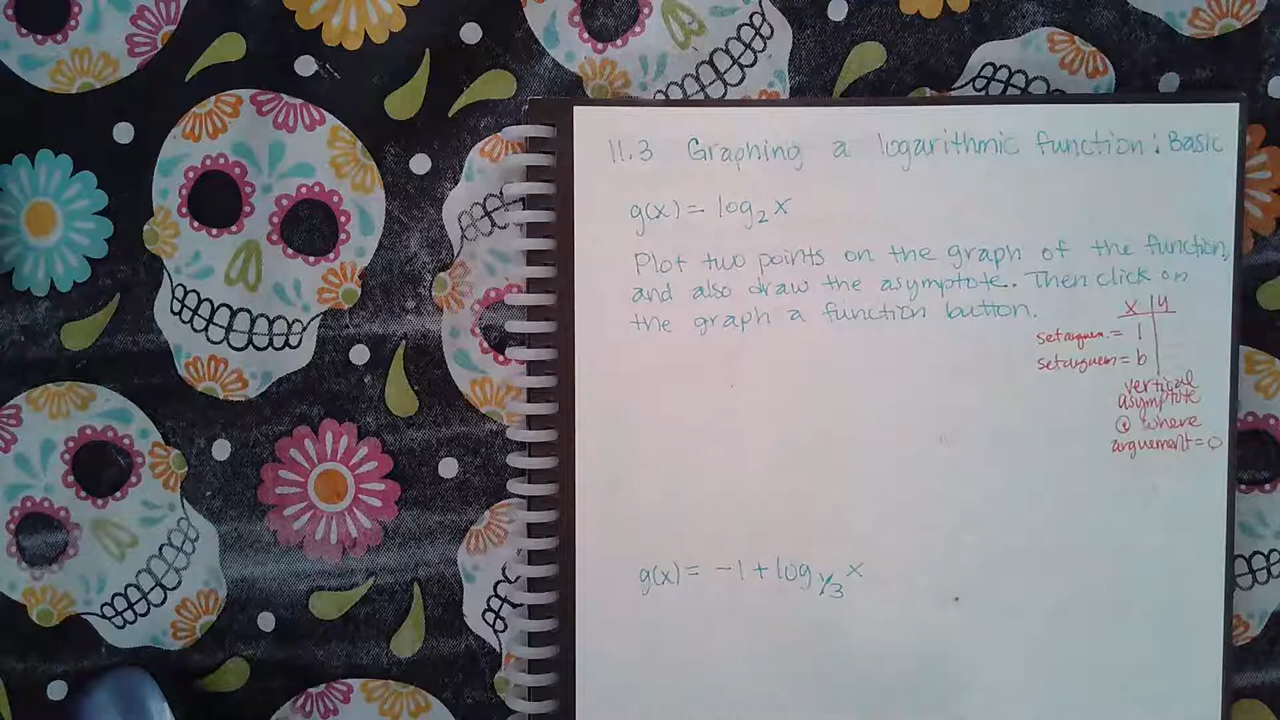 11.3 Graphing a logarithmic function: Basic
g(x) = log₂ x
Plot two points on the graph of the function,
and also draw the asymptote. Then click on
the graph a function button.
x | y
set arguem. = 1
set arguem = b
vertical
asymptote
@ where
arguement = 0
g(x) = -1 + log_{1/3} x